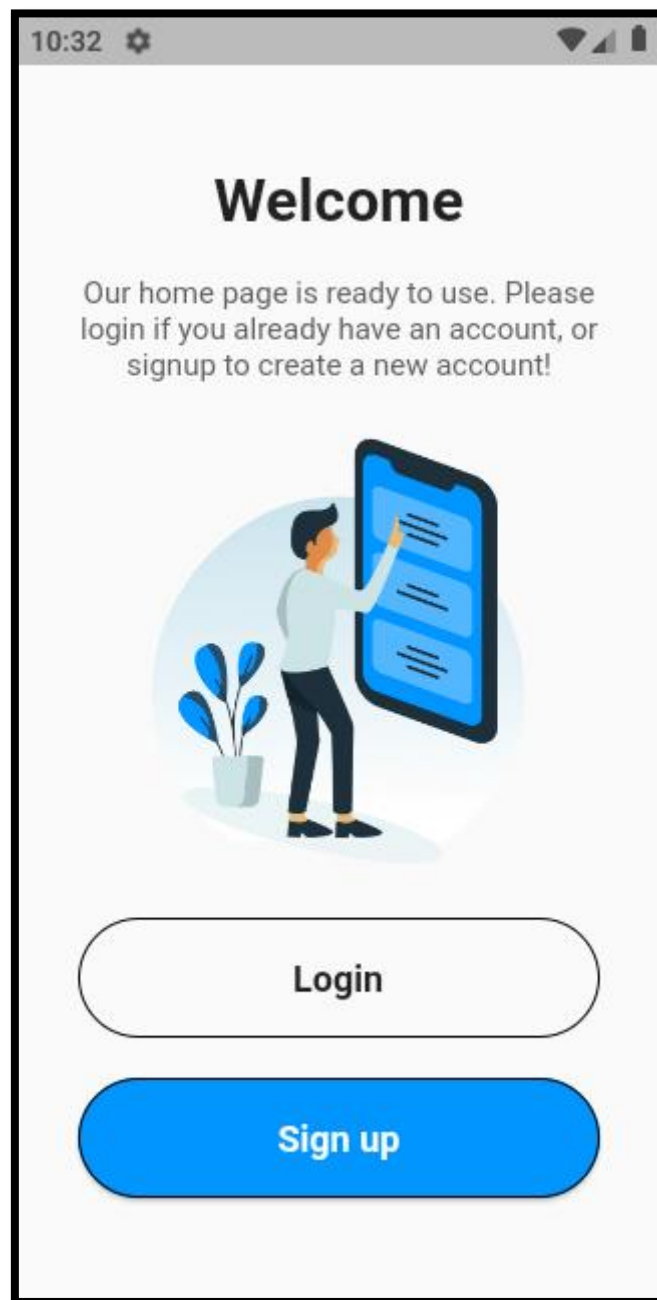 10:32
Welcome
Our home page is ready to use. Please
login if you already have an account, or
signup to create a new account!
Login
Sign up